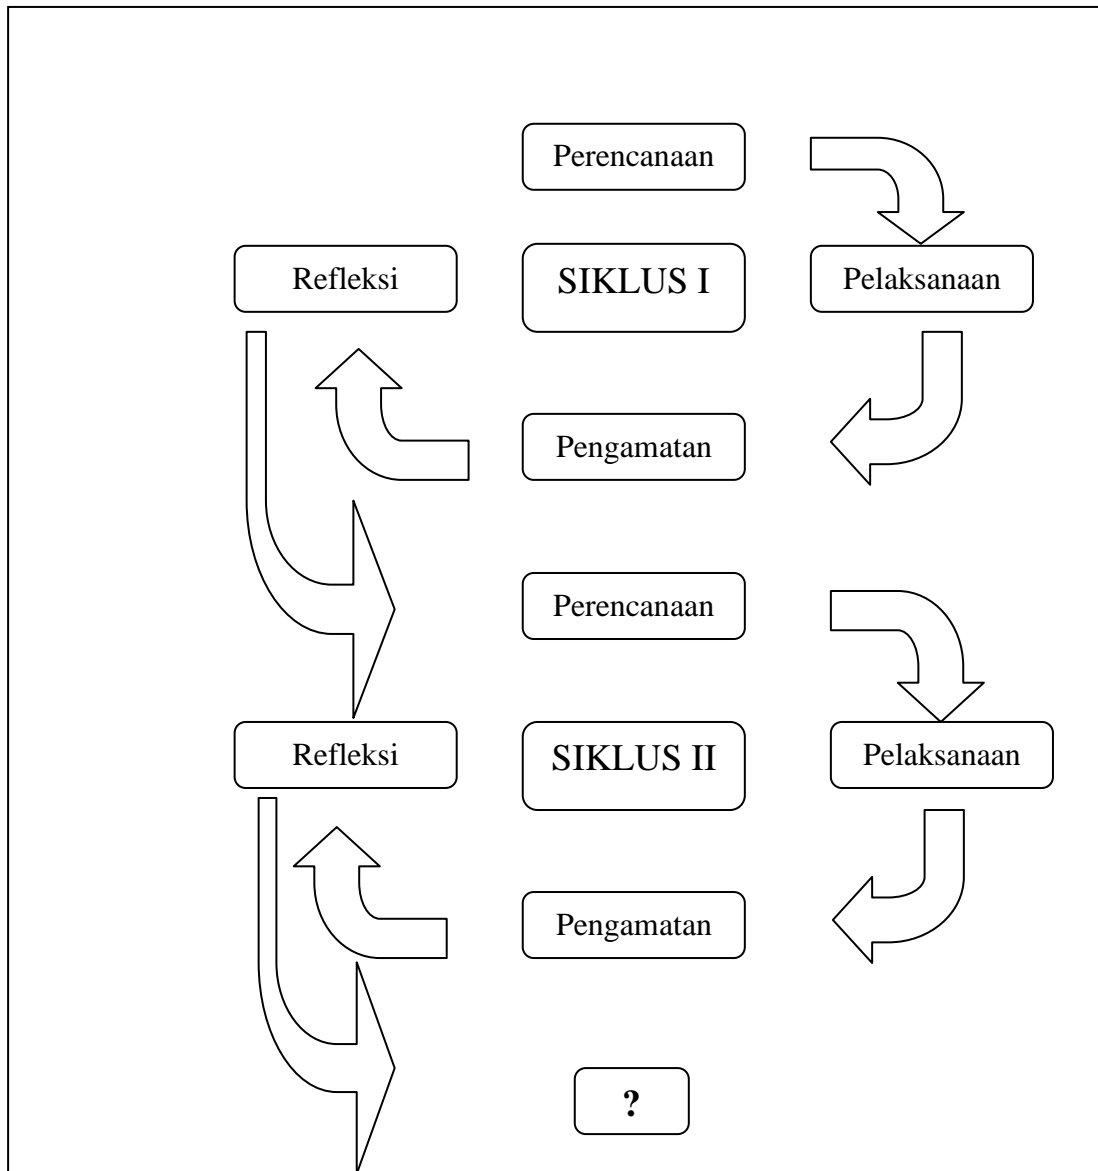 Perencanaan
Refleksi
SIKLUS I
Pelaksanaan
Pengamatan
Perencanaan
Refleksi
SIKLUS II
Pelaksanaan
Pengamatan
?